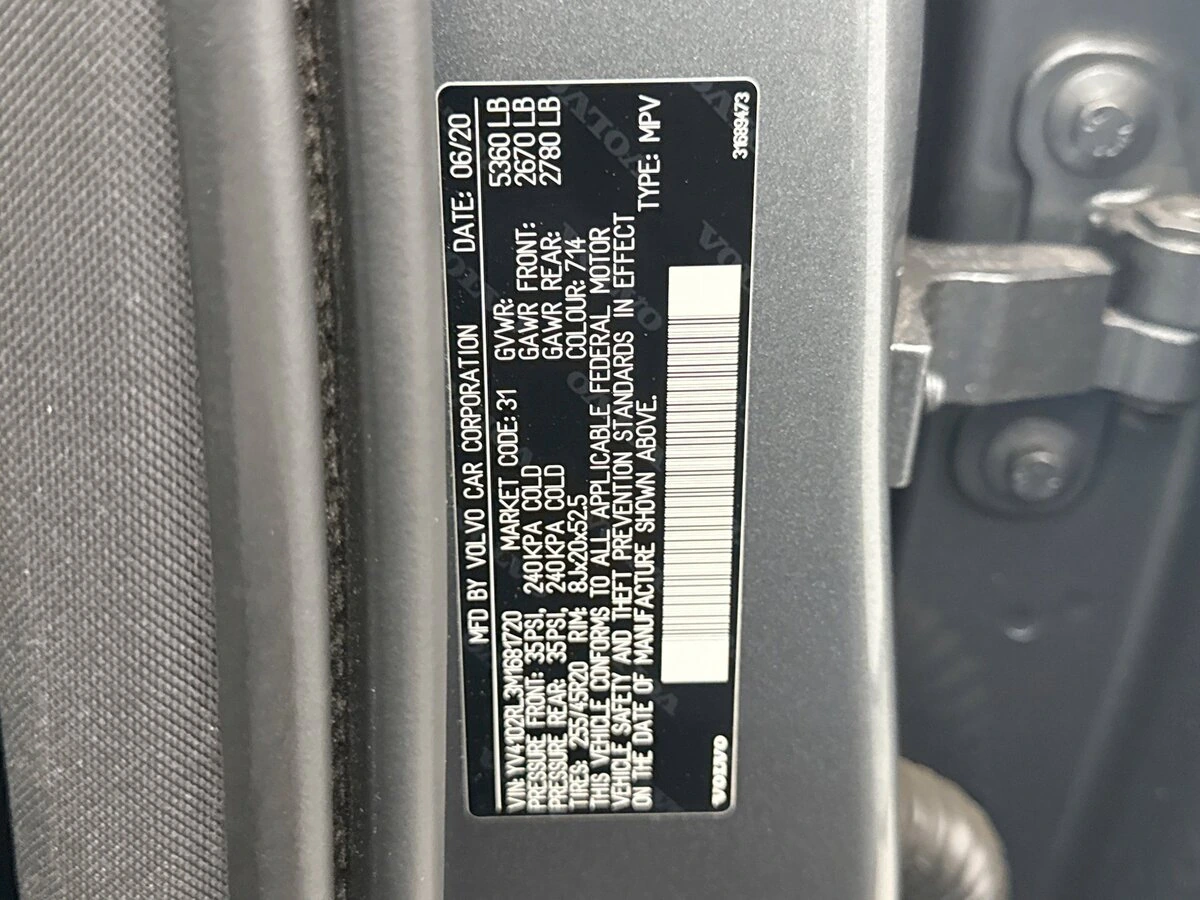 MFD BY VOLVO CAR CORPORATION DATE: 06/20
VIN: YV4102RL3M1681720 MARKET CODE: 31 GVWR: 5360 LB
PRESSURE FRONT: 35PSI, 240KPA COLD GAWR FRONT: 2670 LB
PRESSURE REAR: 35PSI, 240KPA COLD GAWR REAR: 2780 LB
TIRES: 255/45R20 RIM: 8Jx20x52.5 COLOUR: 714
THIS VEHICLE CONFORMS TO ALL APPLICABLE FEDERAL MOTOR
VEHICLE SAFETY AND THEFT PREVENTION STANDARDS IN EFFECT
ON THE DATE OF MANUFACTURE SHOWN ABOVE. TYPE: MPV
VOLVO 31689473